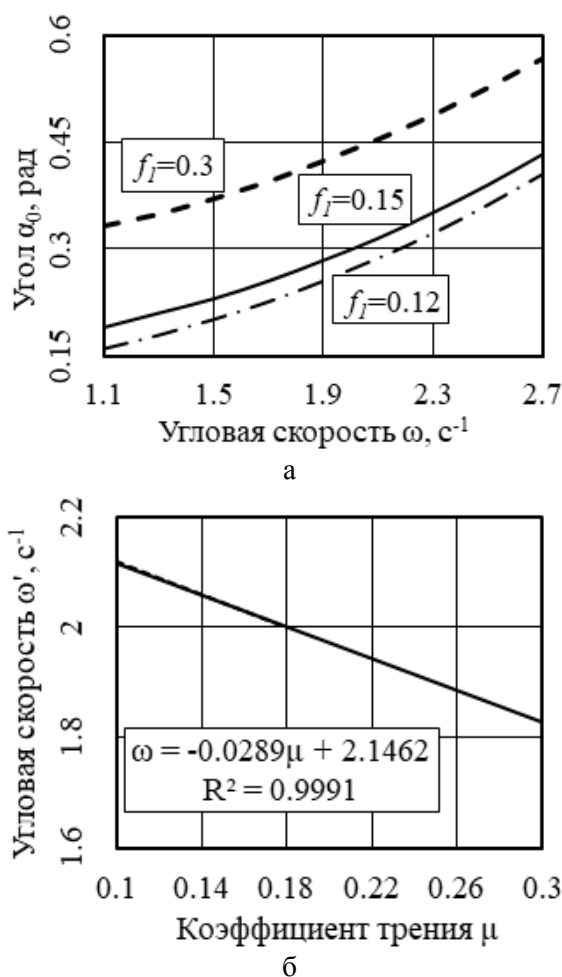 0.6
0.45
0.3
0.15
Угол α₀, рад
f₁=0.3
f₁=0.15
f₁=0.12
1.1 1.5 1.9 2.3 2.7
Угловая скорость ω, с⁻¹
а
2.2
2
1.8
1.6
Угловая скорость ω', с⁻¹
ω = -0.0289μ + 2.1462
R² = 0.9991
0.1 0.14 0.18 0.22 0.26 0.3
Коэффициент трения μ
б